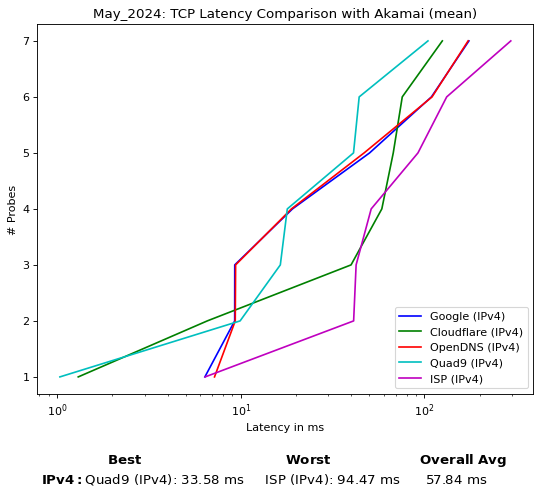 May_2024: TCP Latency Comparison with Akamai (mean)
7
6
5
4
3
2
1
# Probes
10⁰
10¹
10²
Latency in ms
Google (IPv4)
Cloudflare (IPv4)
OpenDNS (IPv4)
Quad9 (IPv4)
ISP (IPv4)
Best Worst Overall Avg
IPv4: Quad9 (IPv4): 33.58 ms ISP (IPv4): 94.47 ms 57.84 ms